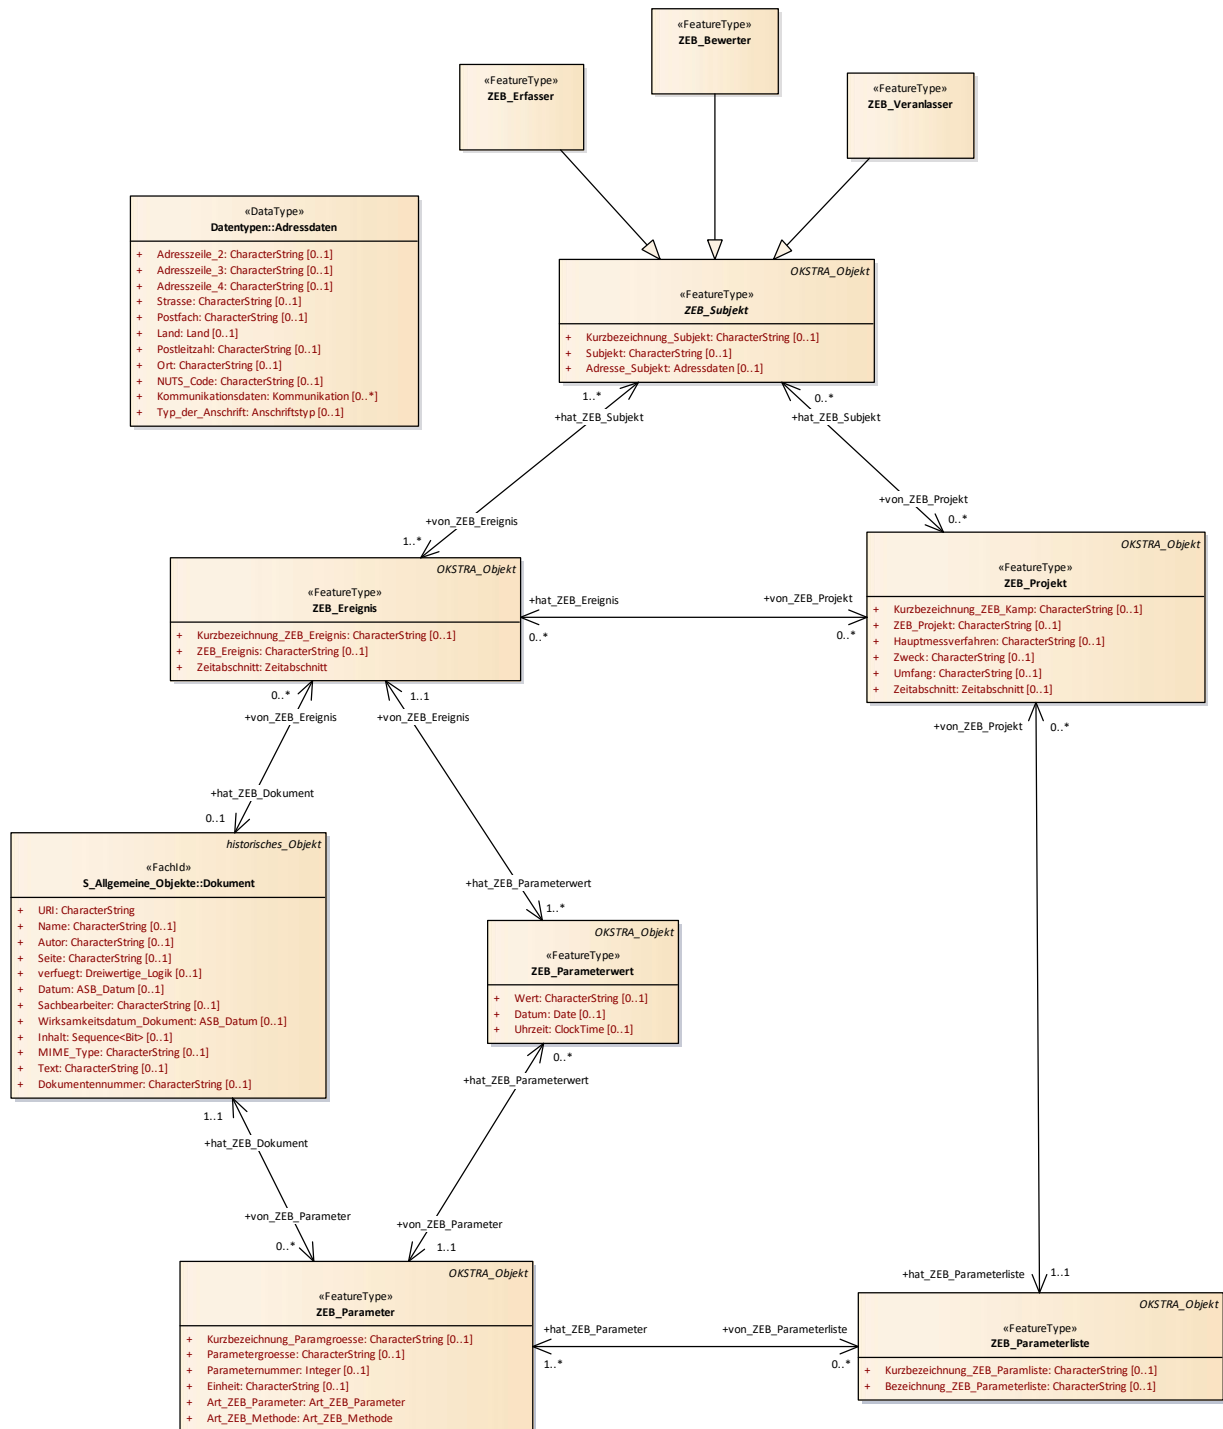 «FeatureType»
ZEB_Bewerter
«FeatureType»
ZEB_Erfasser
«FeatureType»
ZEB_Veranlasser
«DataType»
Datentypen::Adressdaten
+ Adresszeile_2: CharacterString [0..1]
+ Adresszeile_3: CharacterString [0..1]
+ Adresszeile_4: CharacterString [0..1]
+ Strasse: CharacterString [0..1]
+ Postfach: CharacterString [0..1]
+ Land: Land [0..1]
+ Postleitzahl: CharacterString [0..1]
+ Ort: CharacterString [0..1]
+ NUTS_Code: CharacterString [0..1]
+ Kommunikationsdaten: Kommunikation [0..*]
+ Typ_der_Anschrift: Anschriftstyp [0..1]
OKSTRA_Objekt
«FeatureType»
ZEB_Subjekt
+ Kurzbezeichnung_Subjekt: CharacterString [0..1]
+ Subjekt: CharacterString [0..1]
+ Adresse_Subjekt: Adressdaten [0..1]
1..*
+hat_ZEB_Subjekt
0..*
+hat_ZEB_Subjekt
+von_ZEB_Ereignis
1..*
+von_ZEB_Projekt
0..*
OKSTRA_Objekt
«FeatureType»
ZEB_Ereignis
+ Kurzbezeichnung_ZEB_Ereignis: CharacterString [0..1]
+ ZEB_Ereignis: CharacterString [0..1]
+ Zeitabschnitt: Zeitabschnitt
+hat_ZEB_Ereignis
0..*
+von_ZEB_Projekt
0..*
OKSTRA_Objekt
«FeatureType»
ZEB_Projekt
+ Kurzbezeichnung_ZEB_Kamp: CharacterString [0..1]
+ ZEB_Projekt: CharacterString [0..1]
+ Hauptmessverfahren: CharacterString [0..1]
+ Zweck: CharacterString [0..1]
+ Umfang: CharacterString [0..1]
+ Zeitabschnitt: Zeitabschnitt [0..1]
0..*
+von_ZEB_Ereignis
1..1
+von_ZEB_Ereignis
+von_ZEB_Projekt
0..*
+hat_ZEB_Dokument
0..1
historisches_Objekt
«FachId»
S_Allgemeine_Objekte::Dokument
+ URI: CharacterString
+ Name: CharacterString [0..1]
+ Autor: CharacterString [0..1]
+ Seite: CharacterString [0..1]
+ verfuegt: Dreiwertige_Logik [0..1]
+ Datum: ASB_Datum [0..1]
+ Sachbearbeiter: CharacterString [0..1]
+ Wirksamkeitsdatum_Dokument: ASB_Datum [0..1]
+ Inhalt: Sequence<Bit> [0..1]
+ MIME_Type: CharacterString [0..1]
+ Text: CharacterString [0..1]
+ Dokumentennummer: CharacterString [0..1]
+hat_ZEB_Parameterwert
1..*
OKSTRA_Objekt
«FeatureType»
ZEB_Parameterwert
+ Wert: CharacterString [0..1]
+ Datum: Date [0..1]
+ Uhrzeit: ClockTime [0..1]
0..*
+hat_ZEB_Parameterwert
1..1
+hat_ZEB_Dokument
+von_ZEB_Parameter
0..*
+von_ZEB_Parameter
1..1
+hat_ZEB_Parameterliste
1..1
OKSTRA_Objekt
«FeatureType»
ZEB_Parameter
+ Kurzbezeichnung_Paramgroesse: CharacterString [0..1]
+ Parametergroesse: CharacterString [0..1]
+ Parameternummer: Integer [0..1]
+ Einheit: CharacterString [0..1]
+ Art_ZEB_Parameter: Art_ZEB_Parameter
+ Art_ZEB_Methode: Art_ZEB_Methode
+hat_ZEB_Parameter
1..*
+von_ZEB_Parameterliste
0..*
OKSTRA_Objekt
«FeatureType»
ZEB_Parameterliste
+ Kurzbezeichnung_ZEB_Paramliste: CharacterString [0..1]
+ Bezeichnung_ZEB_Parameterliste: CharacterString [0..1]